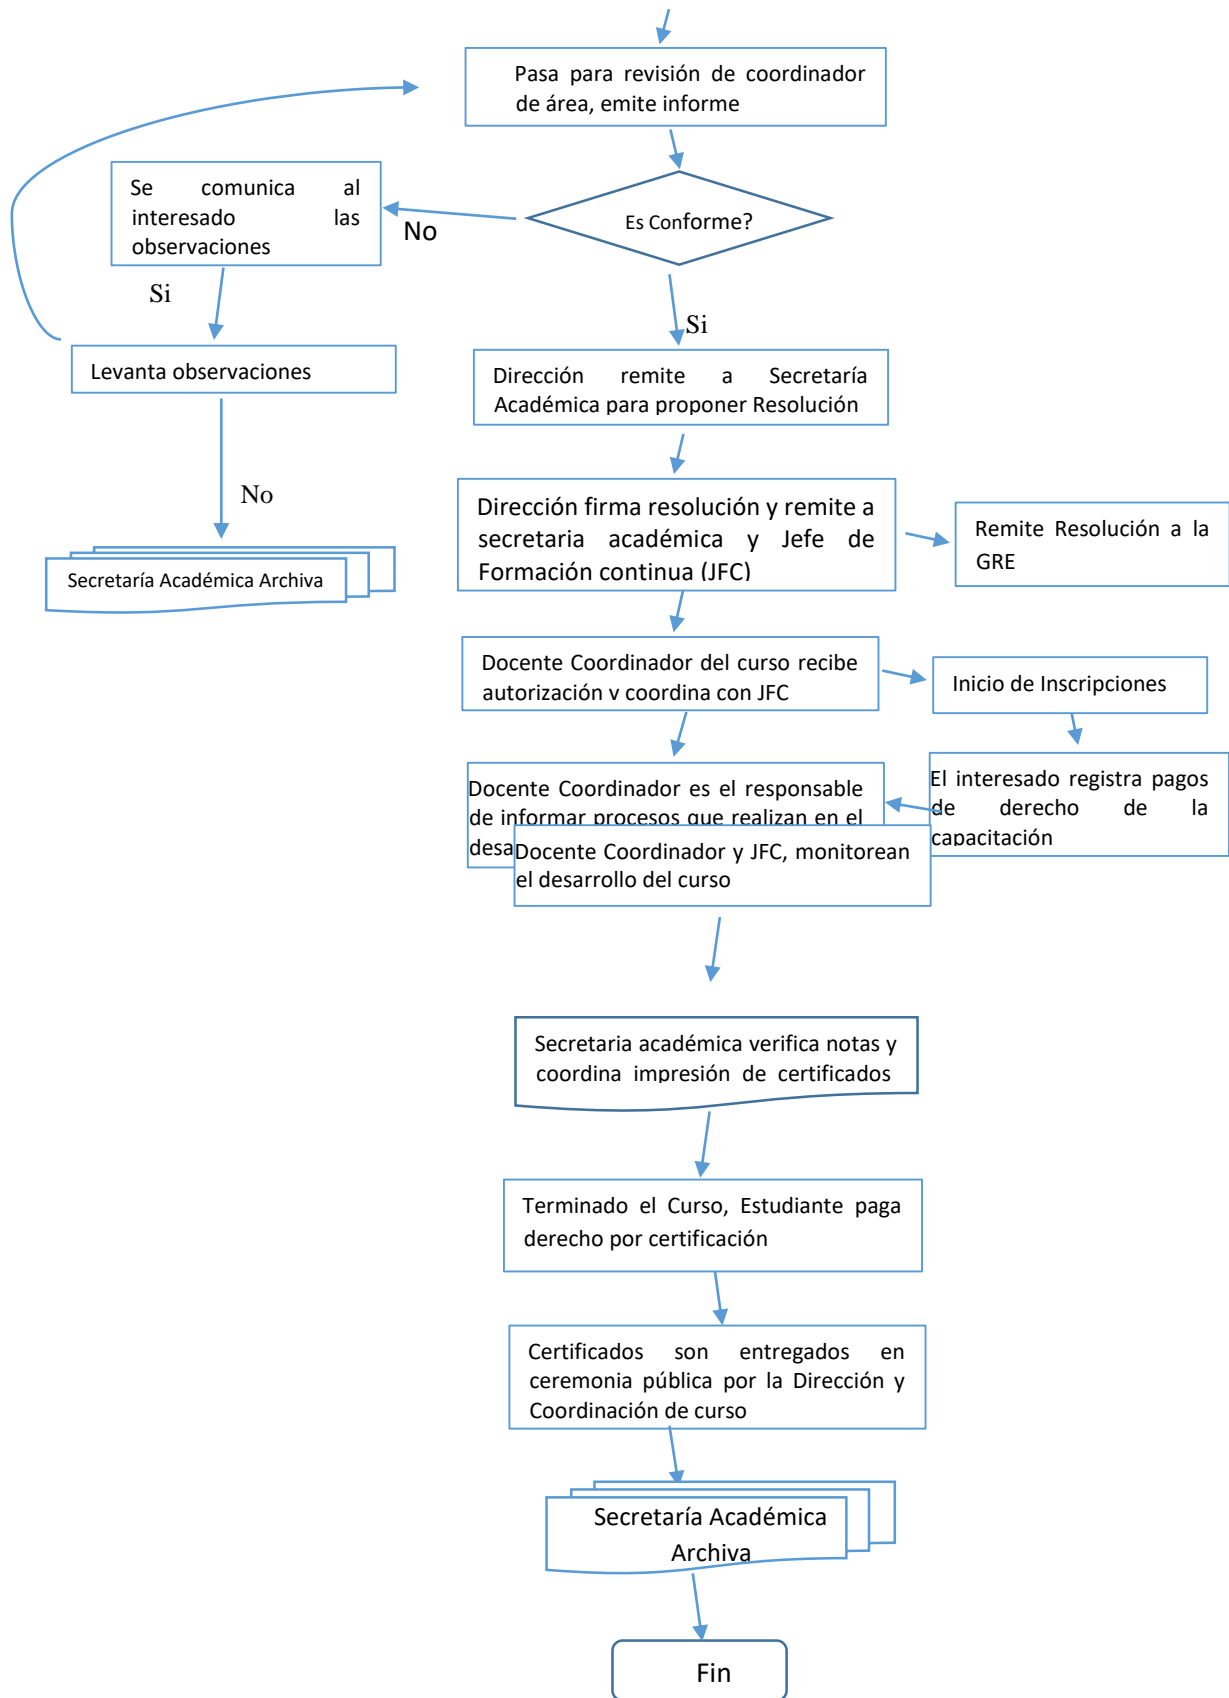 Pasa para revisión de coordinador
de área, emite informe
Se comunica al
interesado las
observaciones
No
Es Conforme?
Si
Si
Levanta observaciones
Dirección remite a Secretaría
Académica para proponer Resolución
No
Secretaría Académica Archiva
Dirección firma resolución y remite a
secretaria académica y Jefe de
Formación continua (JFC)
Remite Resolución a la
GRE
Docente Coordinador del curso recibe
autorización y coordina con JFC
Inicio de Inscripciones
Docente Coordinador es el responsable
de informar procesos que realizan en el
El interesado registra pagos
de derecho de la
capacitación
Docente Coordinador y JFC, monitorean
el desarrollo del curso
Secretaria académica verifica notas y
coordina impresión de certificados
Terminado el Curso, Estudiante paga
derecho por certificación
Certificados son entregados en
ceremonia pública por la Dirección y
Coordinación de curso
Secretaría Académica
Archiva
Fin